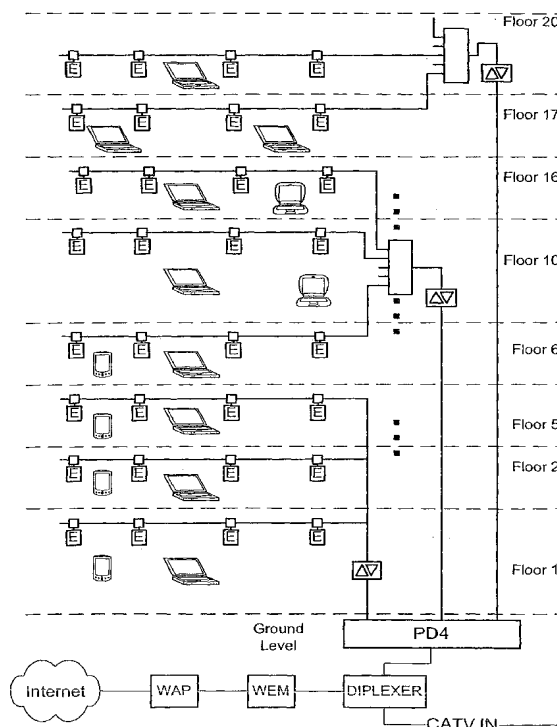 Floor 20
E E E E
Floor 17
E E E E
Floor 16
E E E E
Floor 10
E E E E
Floor 6
E E E E
Floor 5
E E E E
Floor 2
E E E E
Floor 1
E E E E
Ground
Level
PD4
Internet
WAP
WEM
DIPLEXER
CATV IN